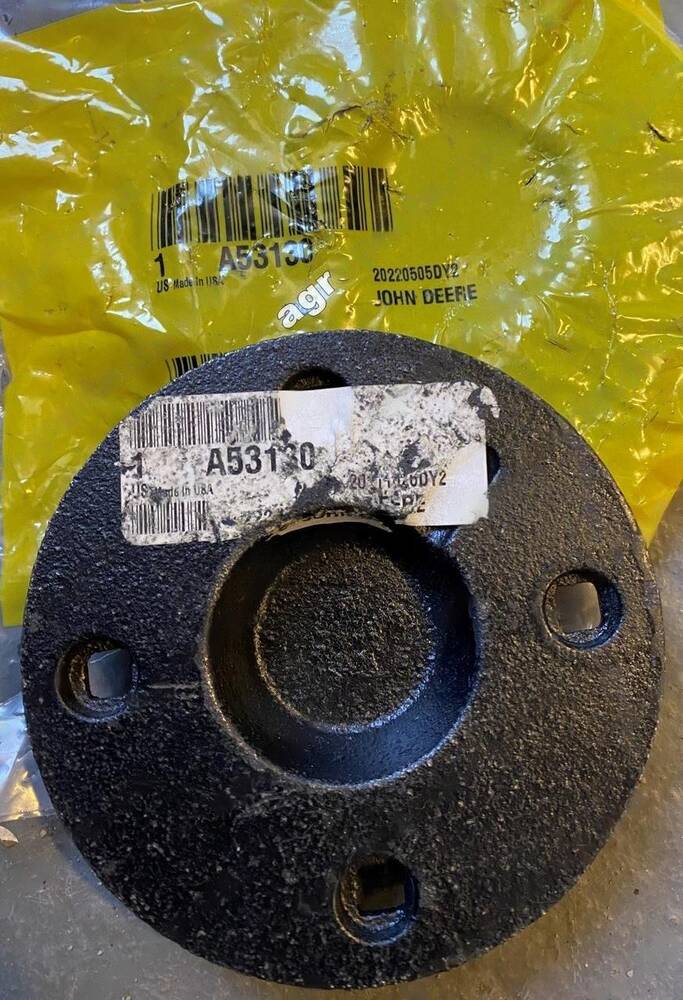 1 A53130
US Made In USA
20220505DY2
JOHN DEERE
agr
1 A53130
US Made In USA